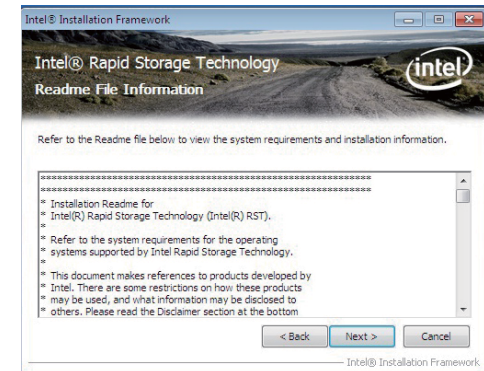 Intel® Installation Framework
Intel® Rapid Storage Technology
Readme File Information
intel
Refer to the Readme file below to view the system requirements and installation information.
************************************************************
************************************************************
* Installation Readme for
* Intel(R) Rapid Storage Technology (Intel(R) RST).
*
* Refer to the system requirements for the operating
* systems supported by Intel Rapid Storage Technology.
*
* This document makes references to products developed by
* Intel. There are some restrictions on how these products
* may be used, and what information may be disclosed to
* others. Please read the Disclaimer section at the bottom
< Back
Next >
Cancel
Intel® Installation Framework